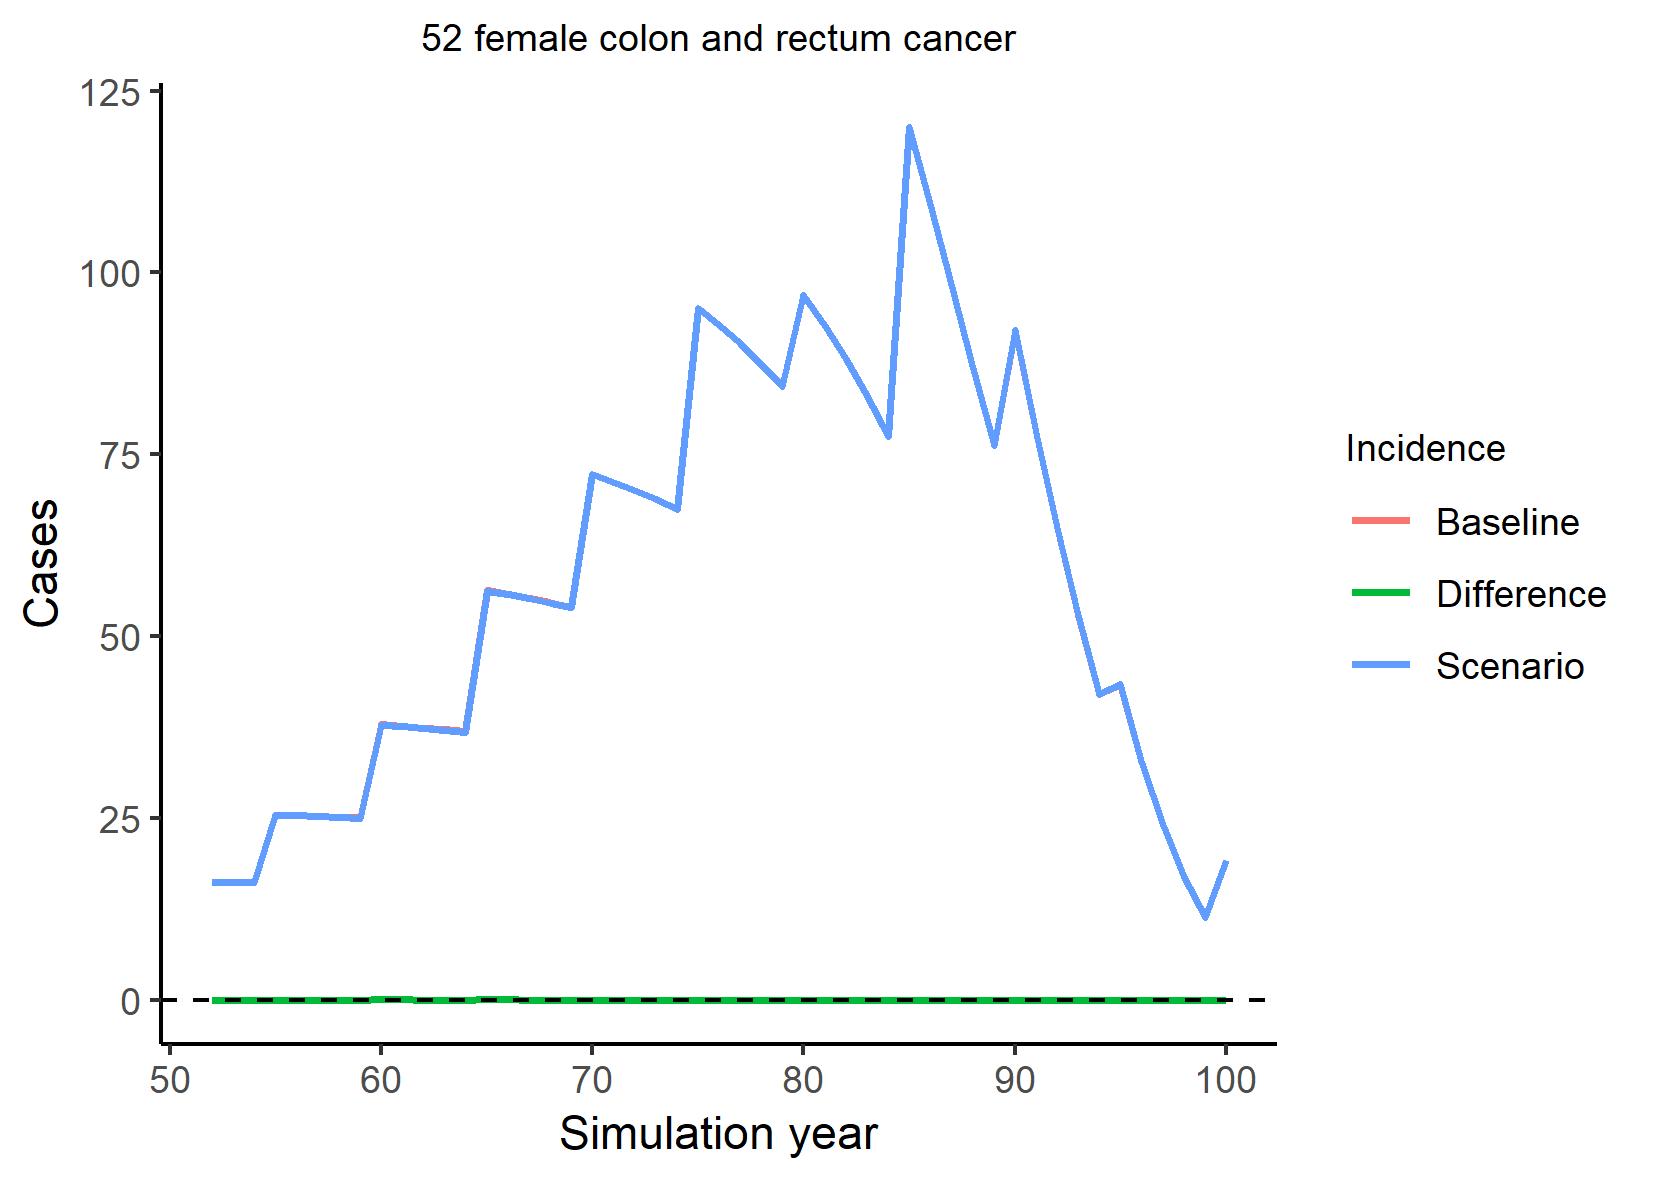 52 female colon and rectum cancer
125
100
75
50
25
0
Cases
50 60 70 80 90 100
Simulation year
Incidence
Baseline
Difference
Scenario